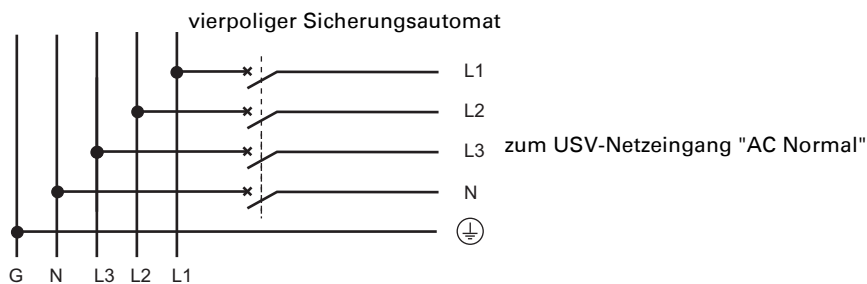 vierpoliger Sicherungsautomat
L1
L2
L3
zum USV-Netzeingang "AC Normal"
N
G N L3 L2 L1